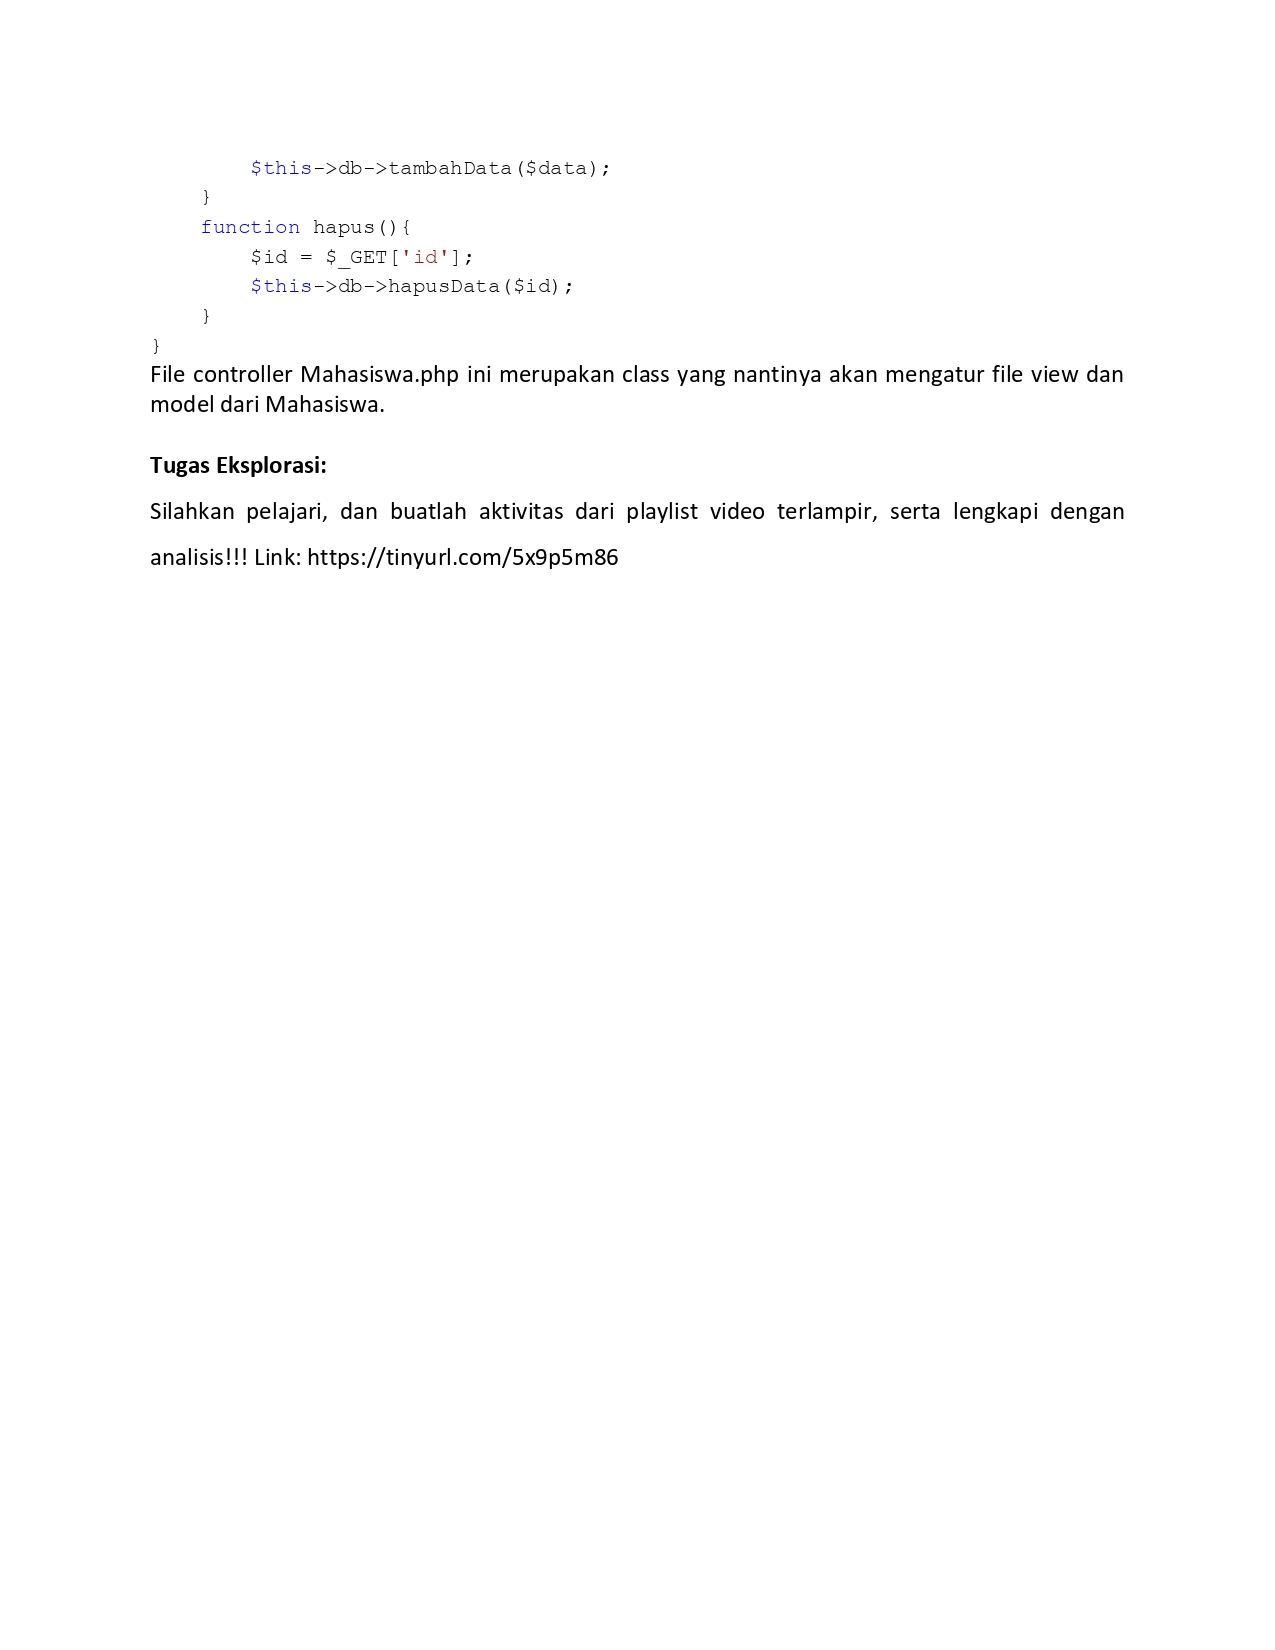 $this->db->tambahData($data);
}
function hapus(){
$id = $_GET['id'];
$this->db->hapusData($id);
}
}
File controller Mahasiswa.php ini merupakan class yang nantinya akan mengatur file view dan
model dari Mahasiswa.
Tugas Eksplorasi:
Silahkan pelajari, dan buatlah aktivitas dari playlist video terlampir, serta lengkapi dengan
analisis!!! Link: https://tinyurl.com/5x9p5m86